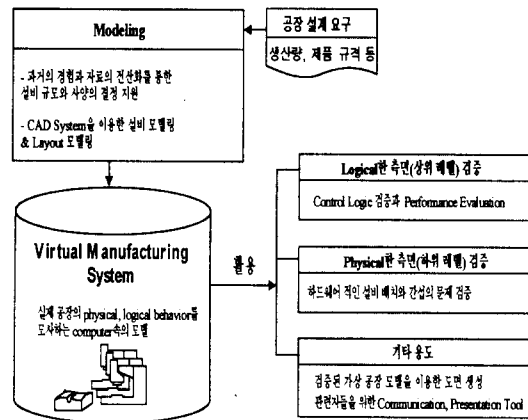 Modeling
- 과거의 경험과 자료의 전산화를 통한
설비 규모와 사양의 결정 지원
- CAD System을 이용한 설비 모델링
& Layout 모델링
공장 설계 요구
생산량, 제품 규격 등
Virtual Manufacturing
System
실제 공장의 physical, logical behavior를
모사하는 computer속의 모델
활용
Logical한 측면(상위 레벨) 검증
Control Logic 검증과 Performance Evaluation
Physical한 측면(하위 레벨) 검증
하드웨어 적인 설비 배치와 간섭의 문제 검증
기타 용도
검증된 가상 공장 모델을 이용한 도면 생성
관련자들을 위한 Communication, Presentation Tool